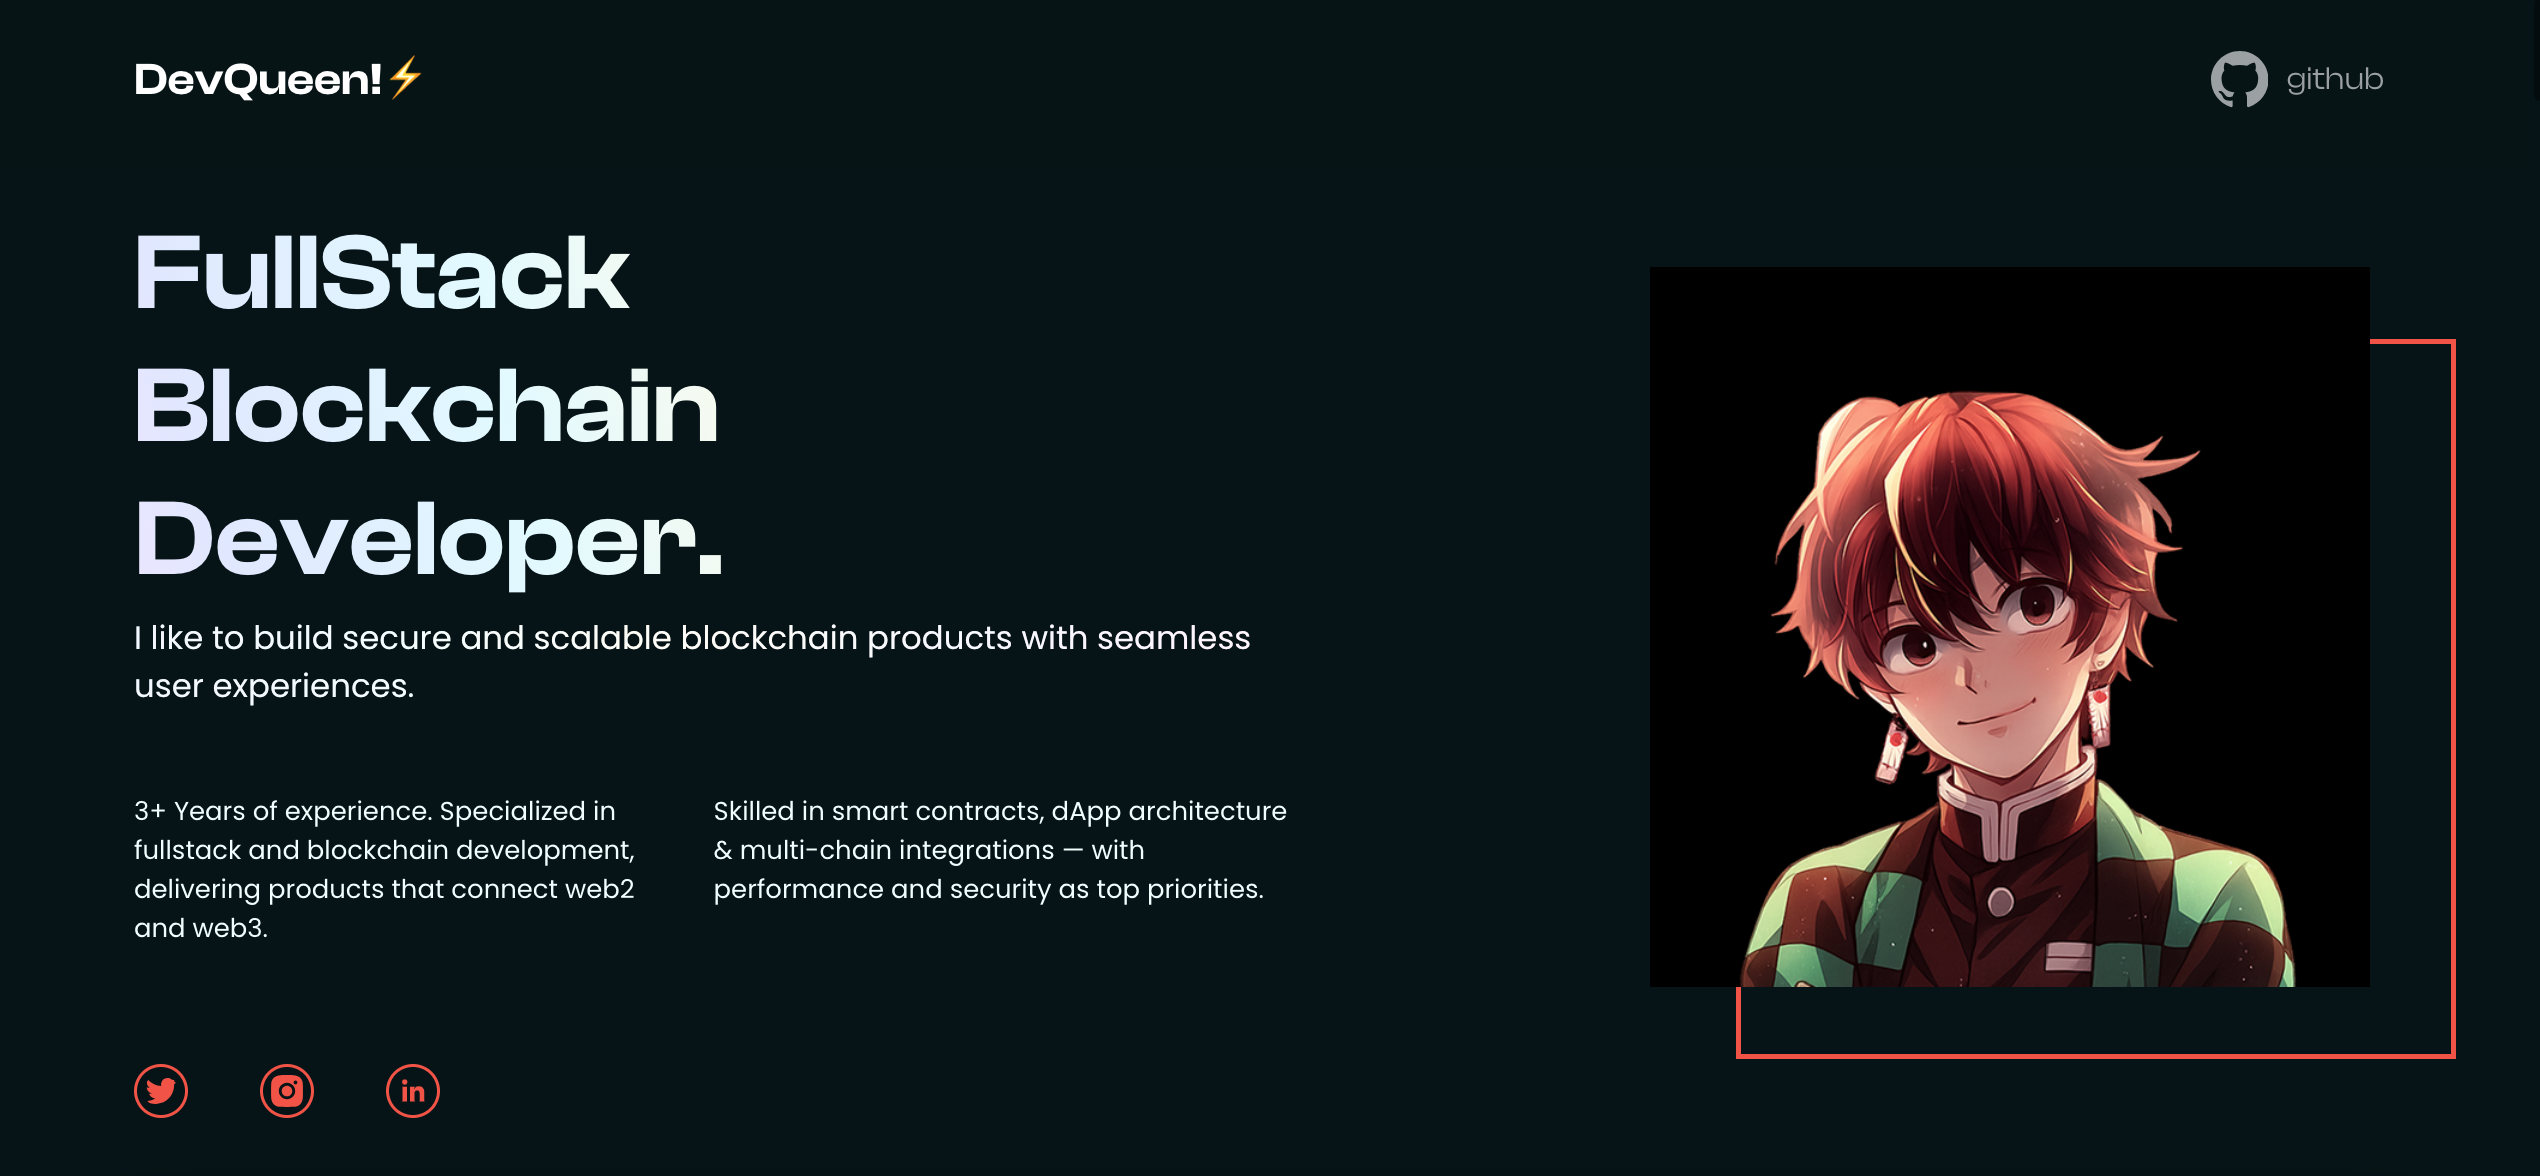 DevQueen!⚡
github
FullStack
Blockchain
Developer.
I like to build secure and scalable blockchain products with seamless
user experiences.
3+ Years of experience. Specialized in
fullstack and blockchain development,
delivering products that connect web2
and web3.
Skilled in smart contracts, dApp architecture
& multi-chain integrations — with
performance and security as top priorities.
in